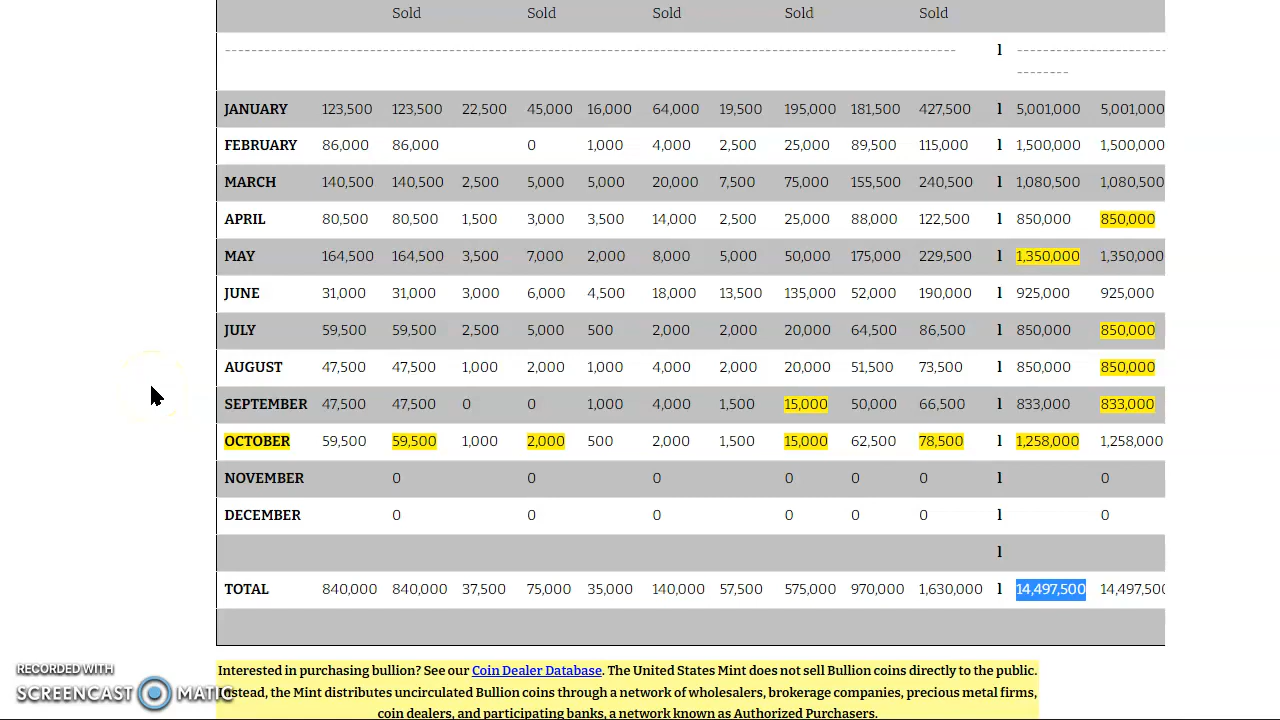 Sold Sold Sold Sold Sold
-------------------------------------------------------------------------------------- l ------------------
--------
JANUARY 123,500 123,500 22,500 45,000 16,000 64,000 19,500 195,000 181,500 427,500 l 5,001,000 5,001,000
FEBRUARY 86,000 86,000 0 1,000 4,000 2,500 25,000 89,500 115,000 l 1,500,000 1,500,000
MARCH 140,500 140,500 2,500 5,000 5,000 20,000 7,500 75,000 155,500 240,500 l 1,080,500 1,080,500
APRIL 80,500 80,500 1,500 3,000 3,500 14,000 2,500 25,000 88,000 122,500 l 850,000 850,000
MAY 164,500 164,500 3,500 7,000 2,000 8,000 5,000 50,000 175,000 229,500 l 1,350,000 1,350,000
JUNE 31,000 31,000 3,000 6,000 4,500 18,000 13,500 135,000 52,000 190,000 l 925,000 925,000
JULY 59,500 59,500 2,500 5,000 500 2,000 2,000 20,000 64,500 86,500 l 850,000 850,000
AUGUST 47,500 47,500 1,000 2,000 1,000 4,000 2,000 20,000 51,500 73,500 l 850,000 850,000
SEPTEMBER 47,500 47,500 0 0 1,000 4,000 1,500 15,000 50,000 66,500 l 833,000 833,000
OCTOBER 59,500 59,500 1,000 2,000 500 2,000 1,500 15,000 62,500 78,500 l 1,258,000 1,258,000
NOVEMBER 0 0 0 0 0 0 l 0
DECEMBER 0 0 0 0 0 0 l 0
l
TOTAL 840,000 840,000 37,500 75,000 35,000 140,000 57,500 575,000 970,000 1,630,000 l 14,497,500 14,497,500
Interested in purchasing bullion? See our Coin Dealer Database. The United States Mint does not sell Bullion coins directly to the public.
Instead, the Mint distributes uncirculated Bullion coins through a network of wholesalers, brokerage companies, precious metal firms,
coin dealers, and participating banks, a network known as Authorized Purchasers.
RECORDED WITH
SCREENCAST MATIC